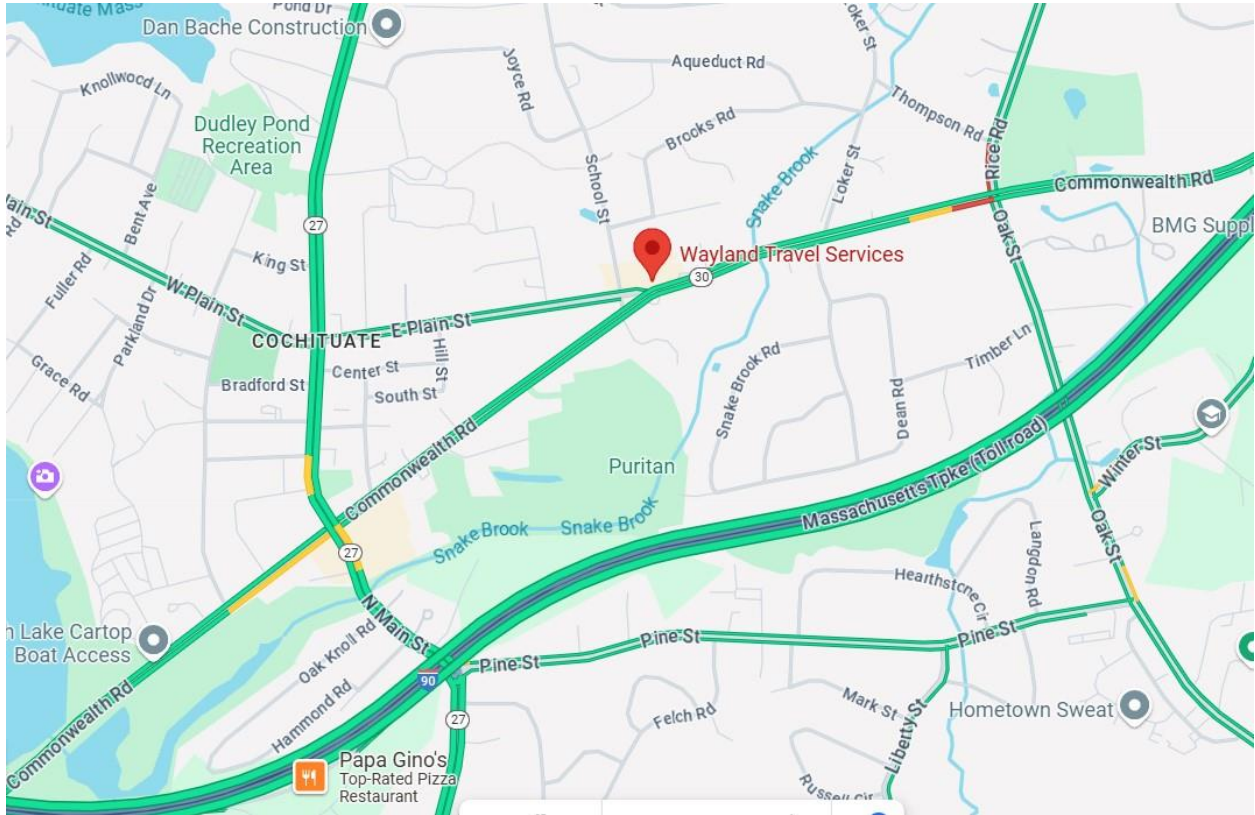 Pond Dr
Dan Bache Construction
Loker St
Aqueduct Rd
Joyce Rd
Knollwood Ln
Thompson Rd
Dudley Pond
Recreation
Area
Brooks Rd
Rice Rd
School St
Snake Brook
Loker St
Commonwealth Rd
Bent Ave
27
BMG Suppl
Oak St
King St
Wayland Travel Services
30
Fuller Rd
W Plain St
Parkland Dr
E Plain St
COCHITUATE
Hill St
Center St
Timber Ln
Grace Rd
Bradford St
South St
Snake Brook Rd
Dean Rd
Commonwealth Rd
Puritan
Massachusetts Tpke (Toll road)
Winter St
Snake Brook
Snake Brook
Oak St
Langdon Rd
27
N Main St
Hearthstone Cir
n Lake Cartop
Boat Access
Oak Knoll Rd
Pine St
Pine St
Pine St
90
Hammond Rd
Commonwealth Rd
27
Felch Rd
Mark St
Liberty St
Hometown Sweat
Papa Gino's
Top-Rated Pizza
Restaurant
Russell Cir